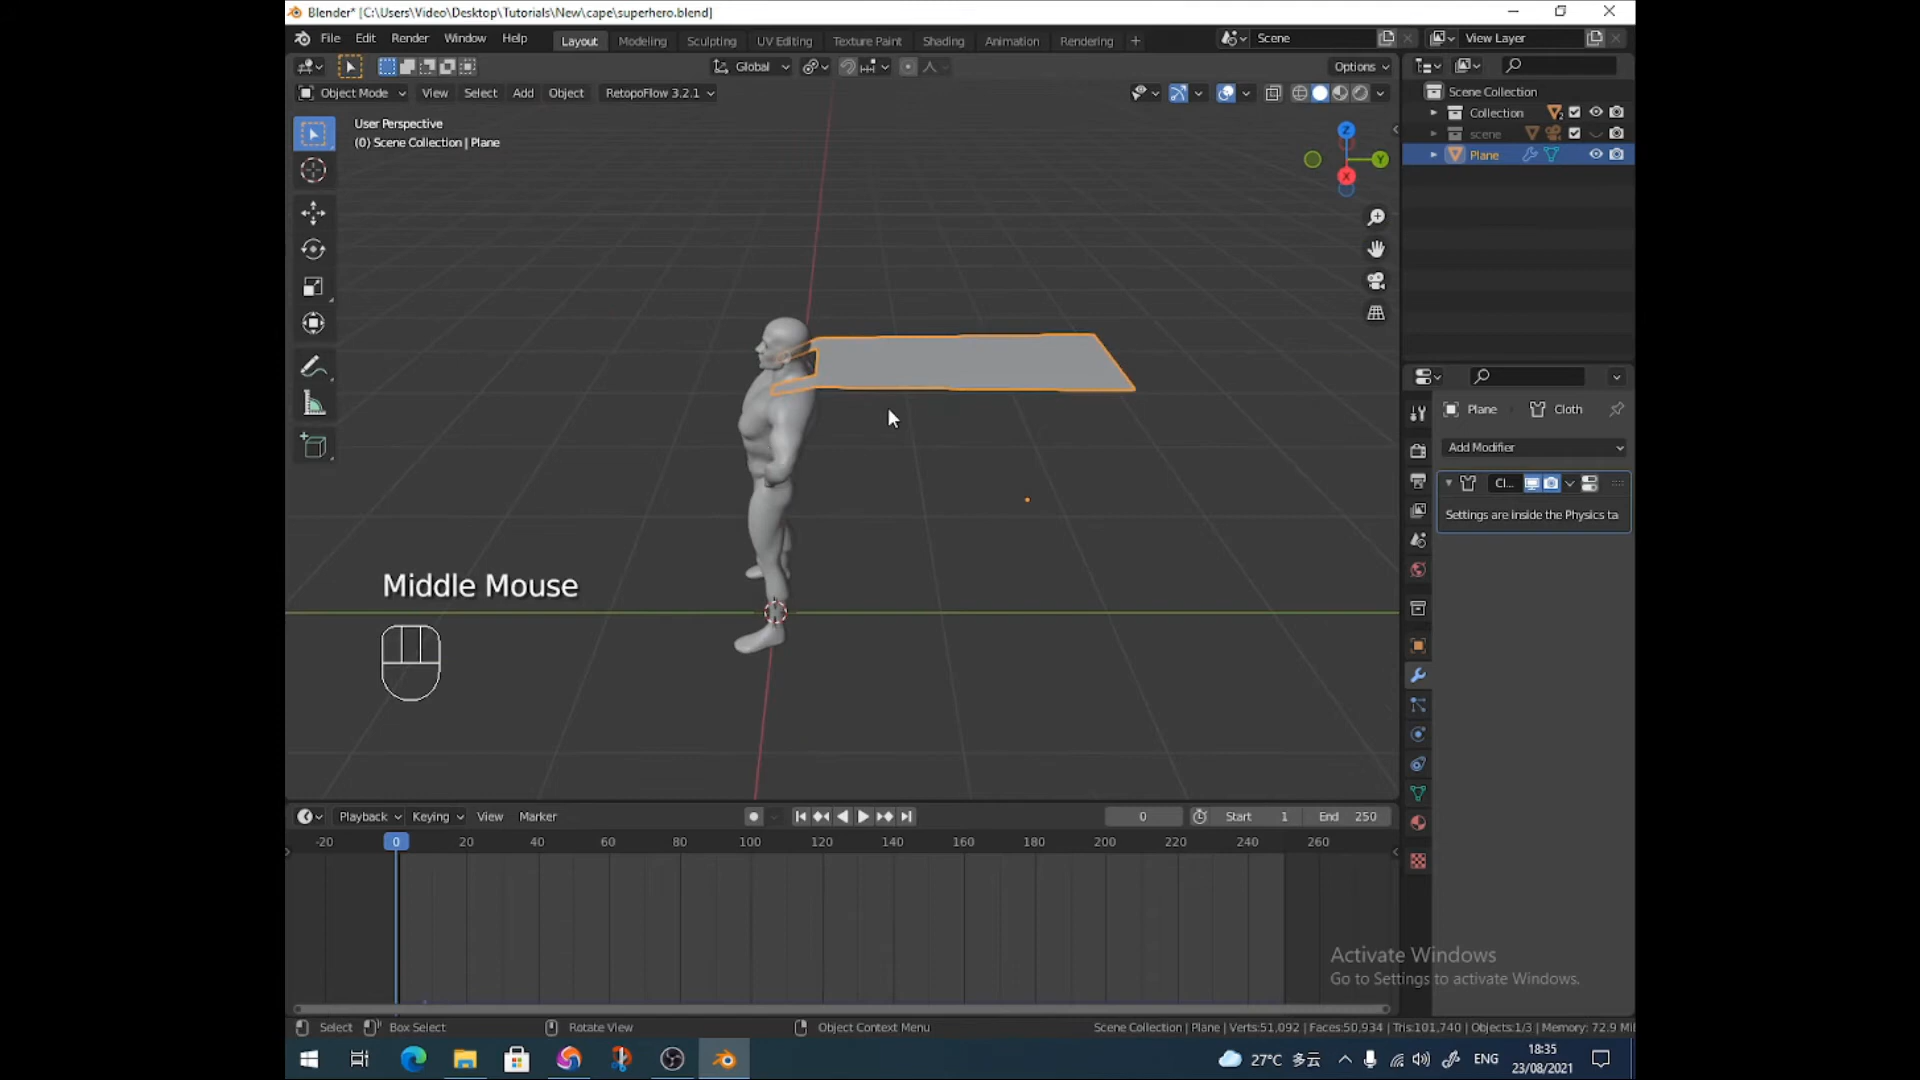 Blender* [C:\Users\Video\Desktop\Tutorials\New\cape\superhero.blend]
File Edit Render Window Help Layout Modeling Sculpting UV Editing Texture Paint Shading Animation Rendering + Scene View Layer
Global Options
Object Mode View Select Add Object RetopoFlow 3.2.1
Scene Collection
Collection 2
scene
Plane
User Perspective
(0) Scene Collection | Plane
Z
Y
X
Plane Cloth
Add Modifier
Cl...
Settings are inside the Physics ta
Middle Mouse
Playback Keying View Marker 0 Start 1 End 250
-20 0 20 40 60 80 100 120 140 160 180 200 220 240 260
Activate Windows
Go to Settings to activate Windows.
Select Box Select Rotate View Object Context Menu Scene Collection | Plane | Verts:51,092 | Faces:50,934 | Tris:101,740 | Objects:1/3 | Memory: 72.9 Mi
27°C 多云 ENG 18:35
23/08/2021